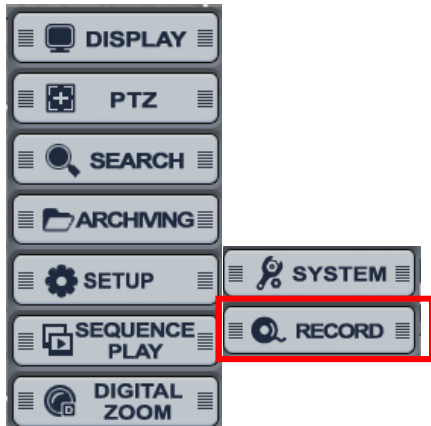 DISPLAY
PTZ
SEARCH
ARCHIVING
SETUP
SYSTEM
RECORD
SEQUENCE
PLAY
DIGITAL
ZOOM